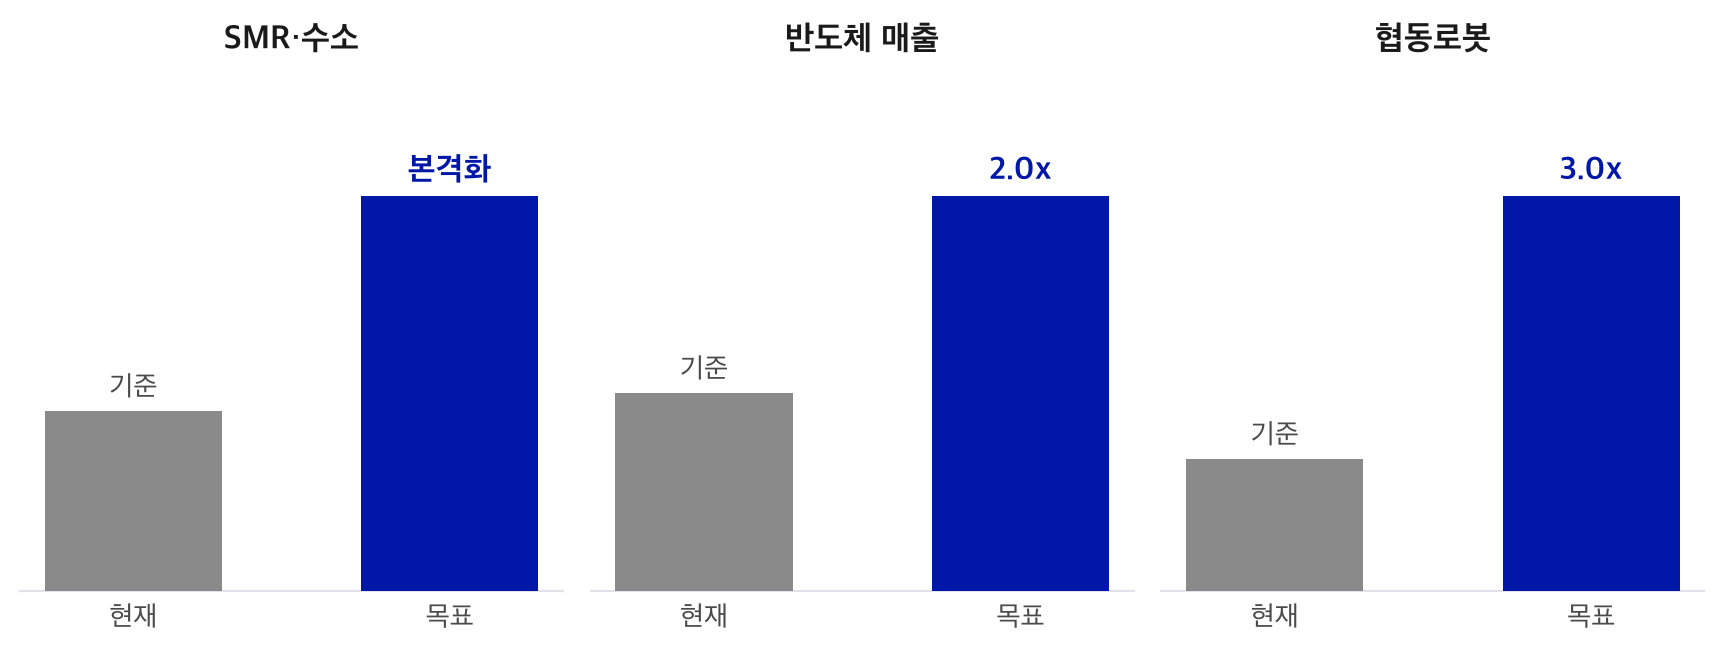 SMR·수소
본격화
기준
현재
목표
반도체 매출
2.0x
기준
현재
목표
협동로봇
3.0x
기준
현재
목표